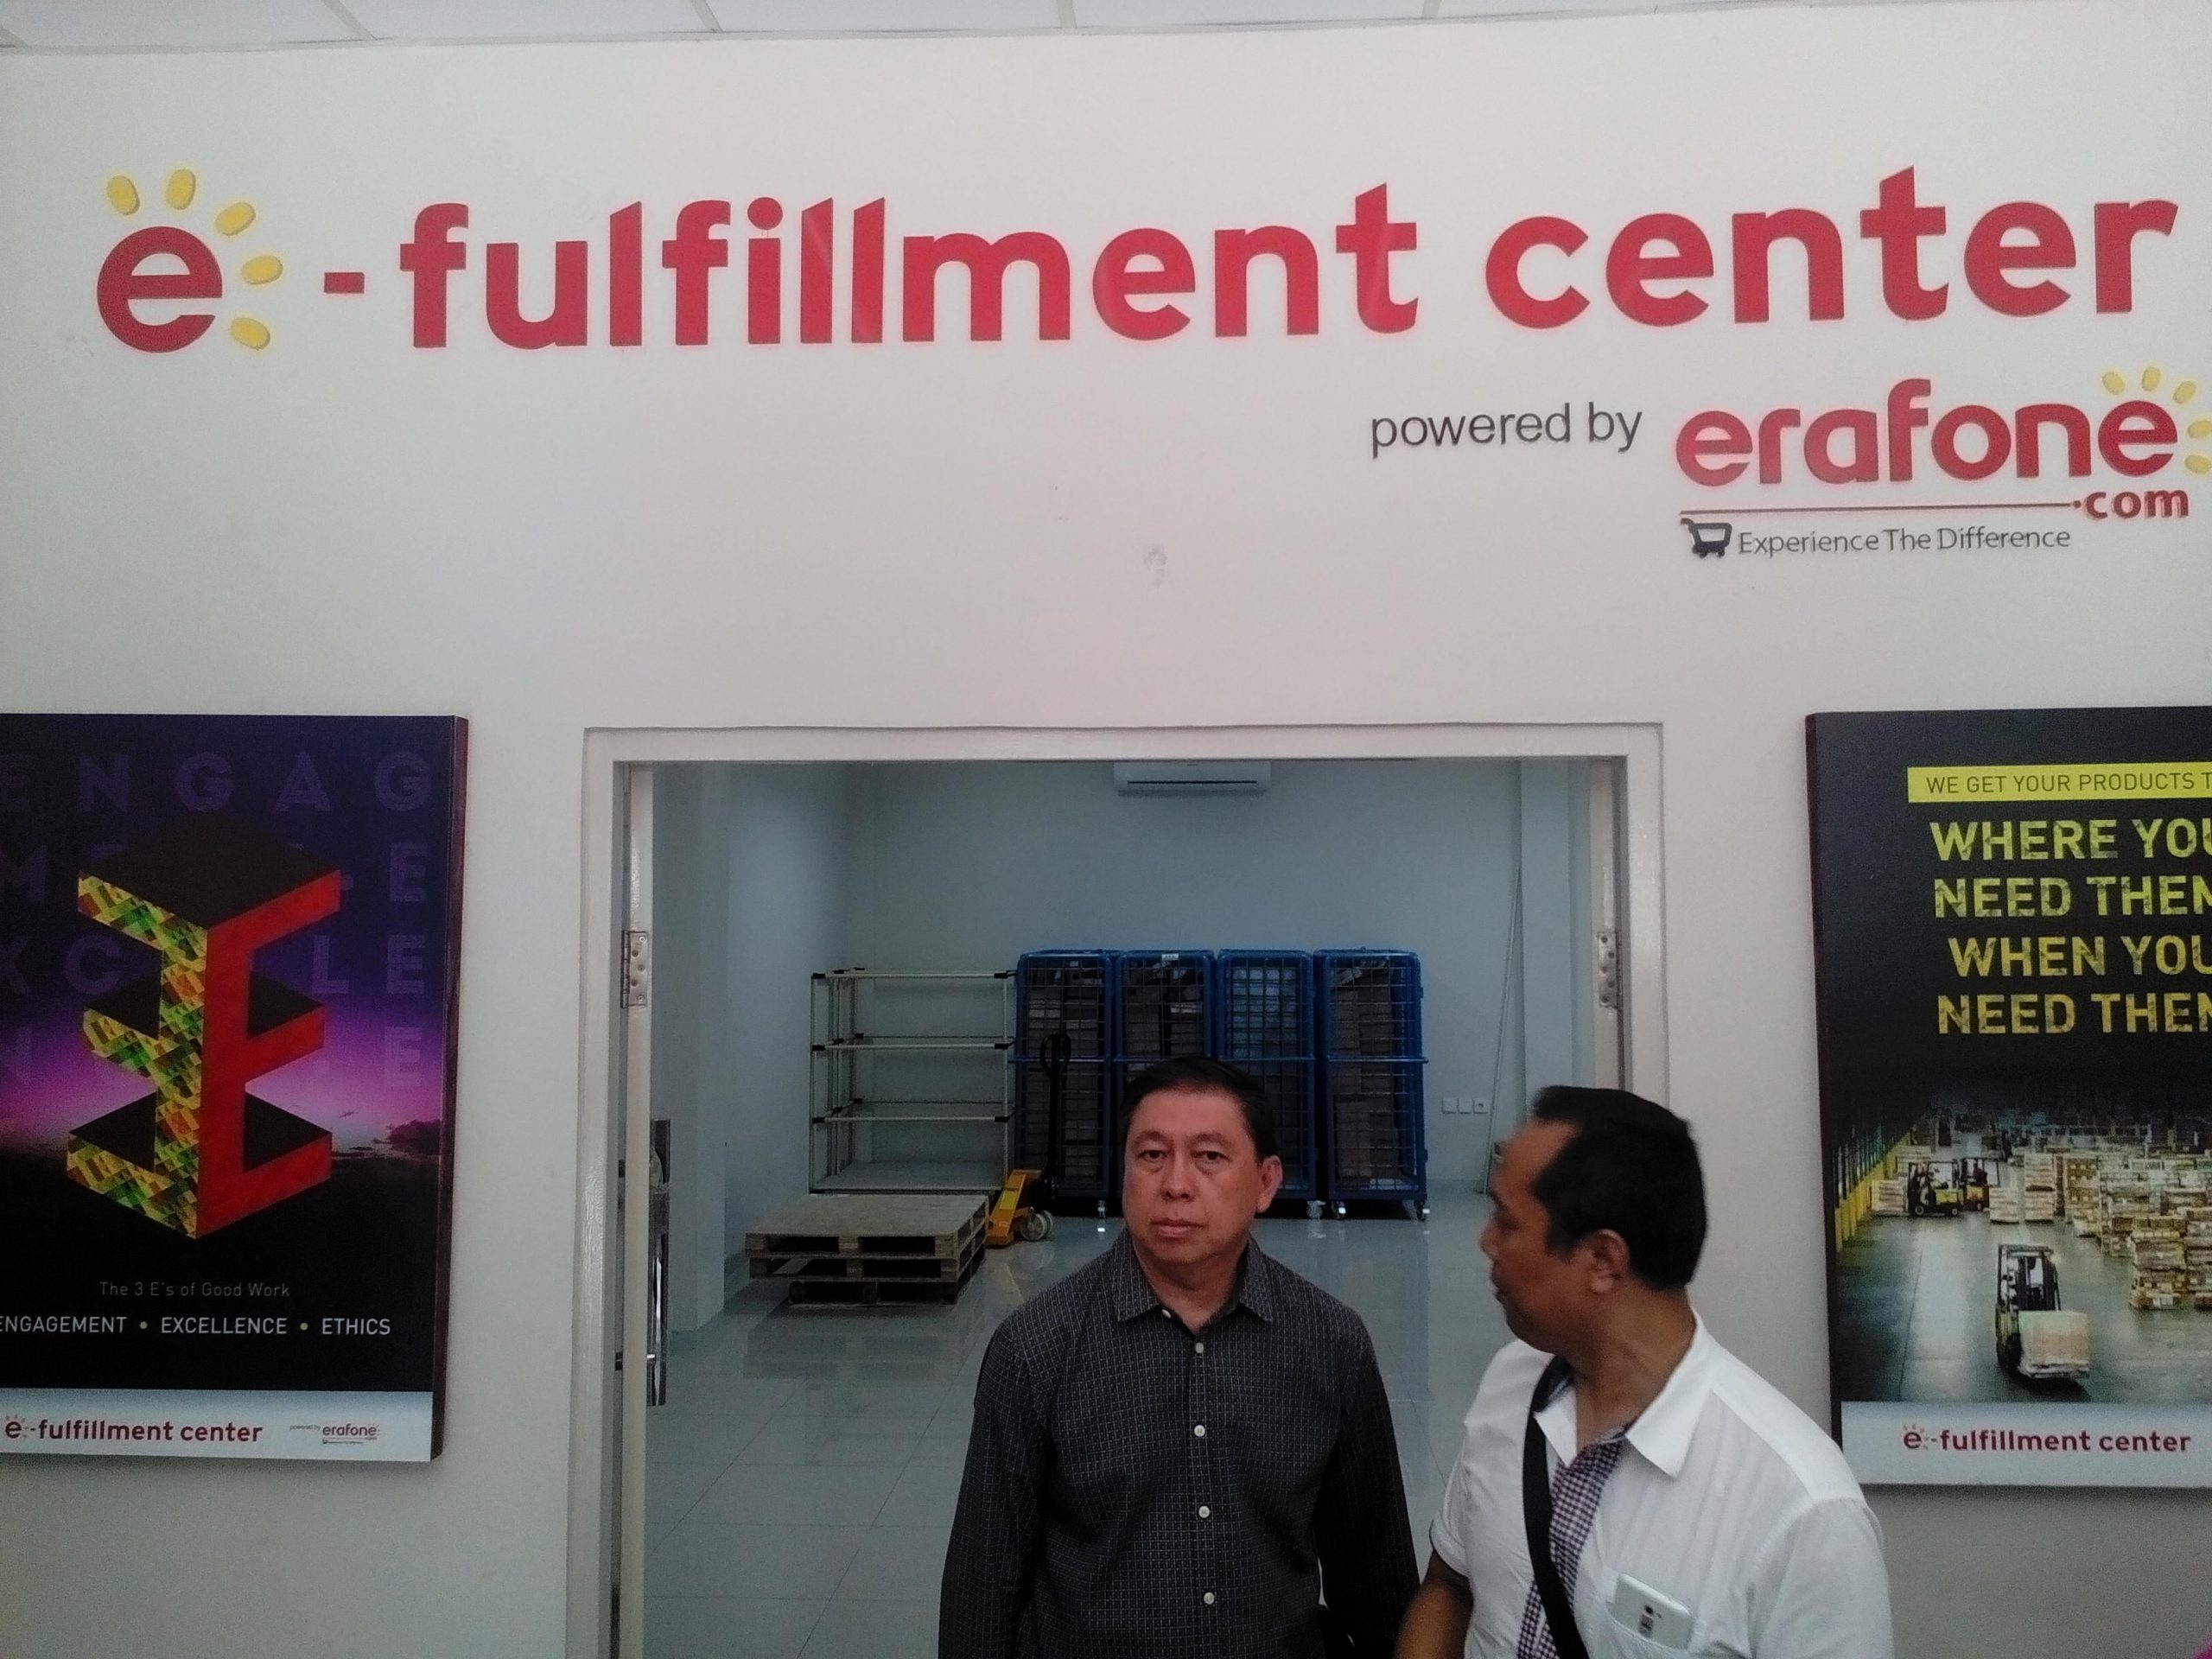 e-fulfillment center
powered by erafone
.com
Experience The Difference
ENGAG
E
LE
E
The 3 E's of Good Work
ENGAGEMENT • EXCELLENCE • ETHICS
e-fulfillment center
powered by erafone
WE GET YOUR PRODUCTS T
WHERE YOU
NEED THEM
WHEN YOU
NEED THEM
e-fulfillment center